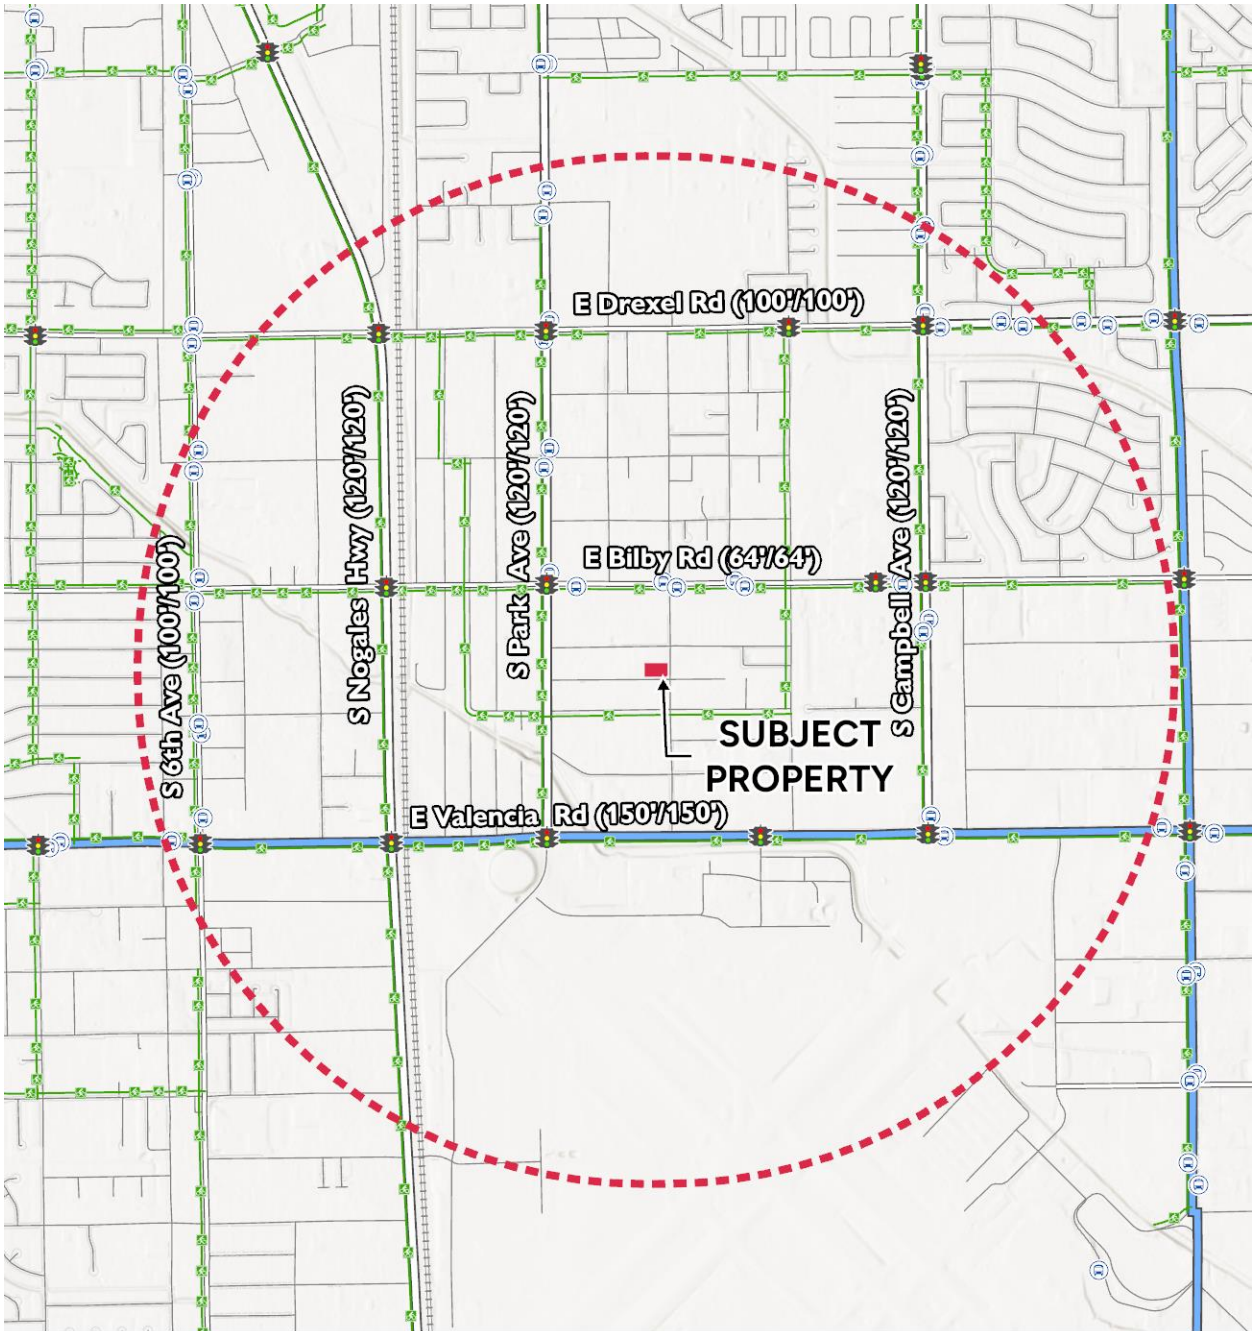 E Drexel Rd (100'/100')
S Nogales Hwy (120'/120')
S Park Ave (120'/120')
S Campbell Ave (120'/120')
E Bilby Rd (64'/64')
S 6th Ave (100'/100')
SUBJECT
PROPERTY
E Valencia Rd (150'/150')